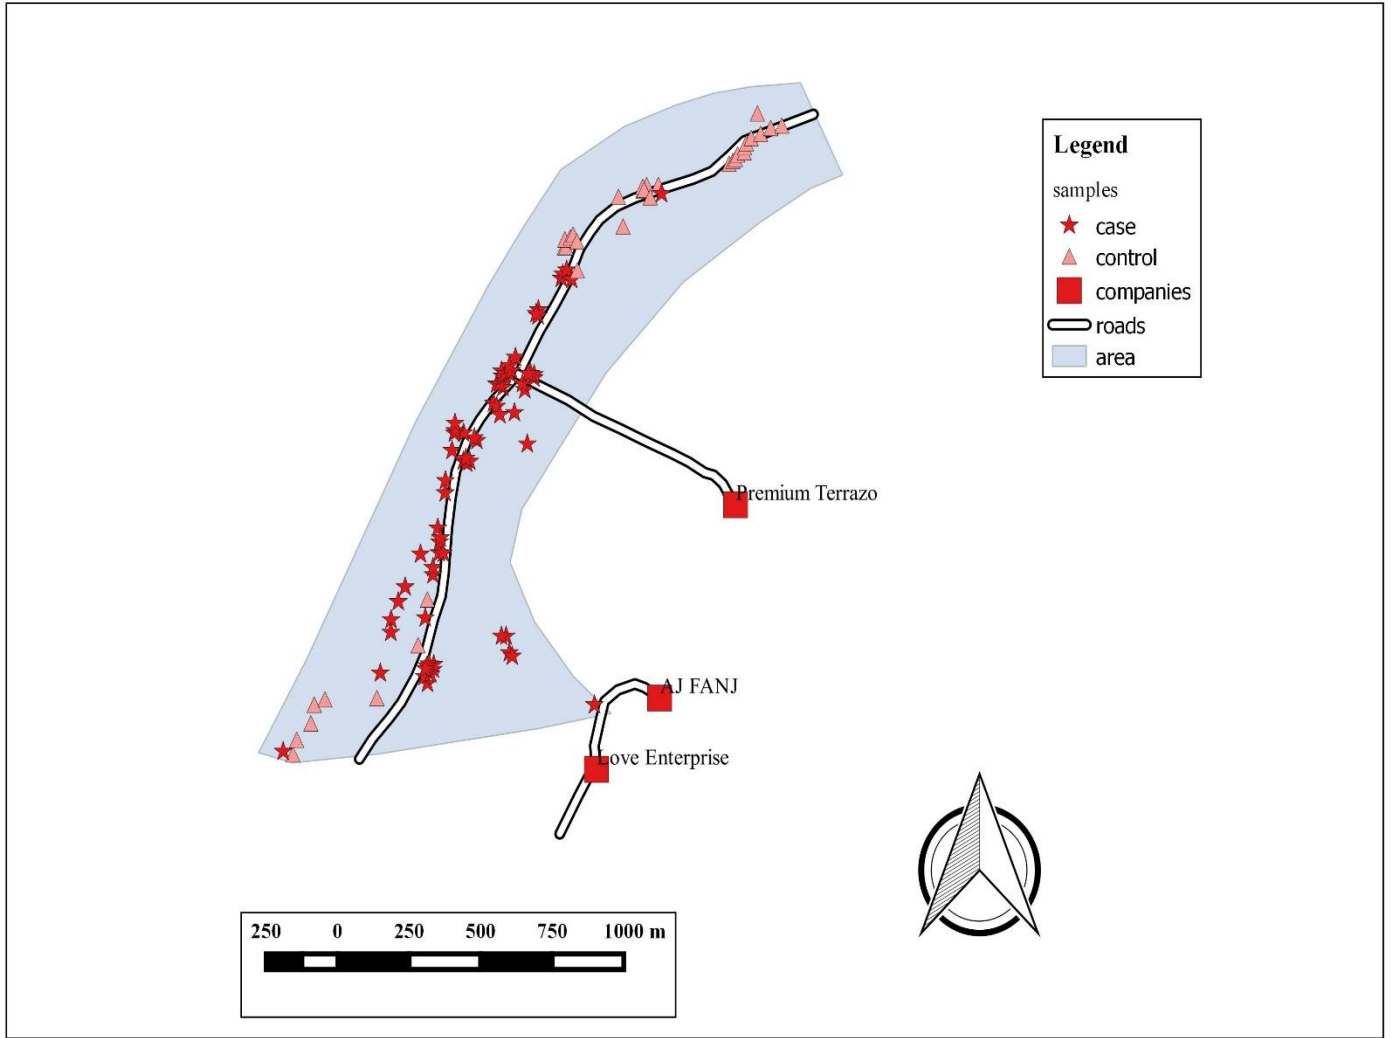 Legend
samples
case
control
companies
roads
area
Premium Terrazo
AJ FANJ
Love Enterprise
250 0 250 500 750 1000 m